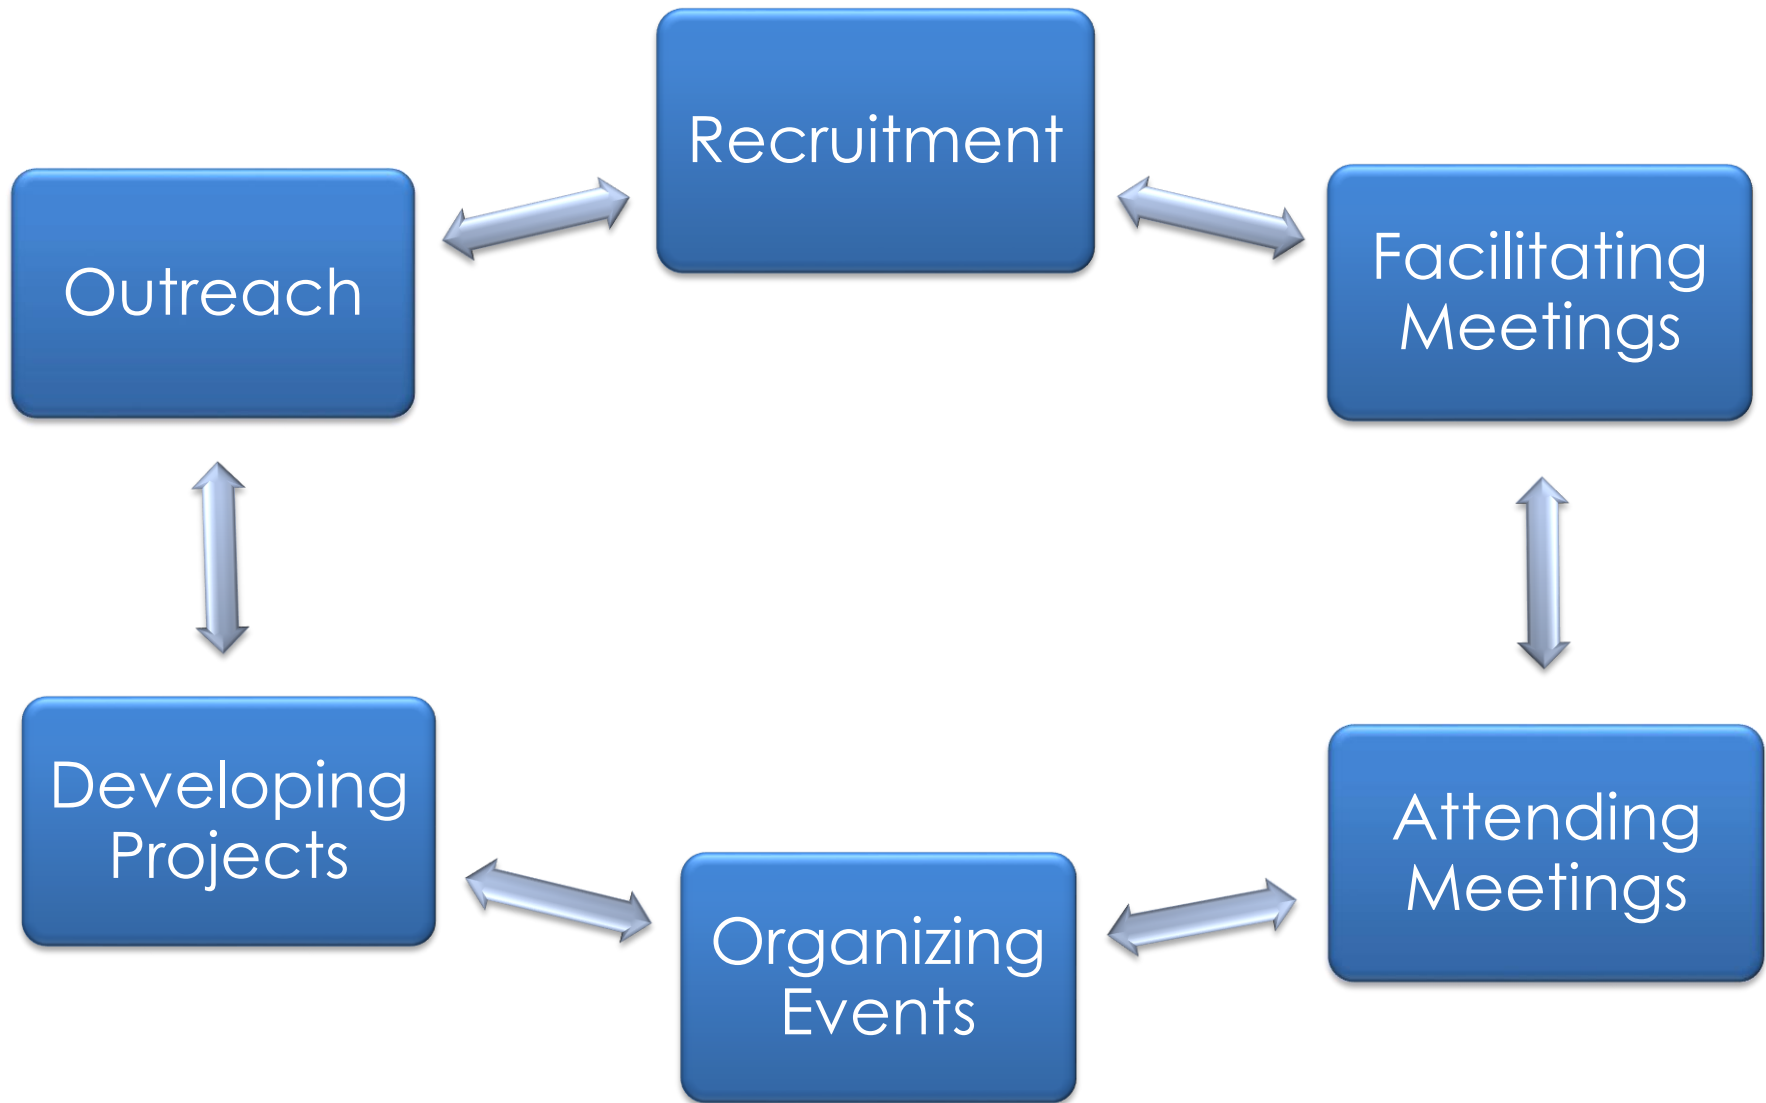 Recruitment
Outreach
Facilitating
Meetings
Developing
Projects
Attending
Meetings
Organizing
Events